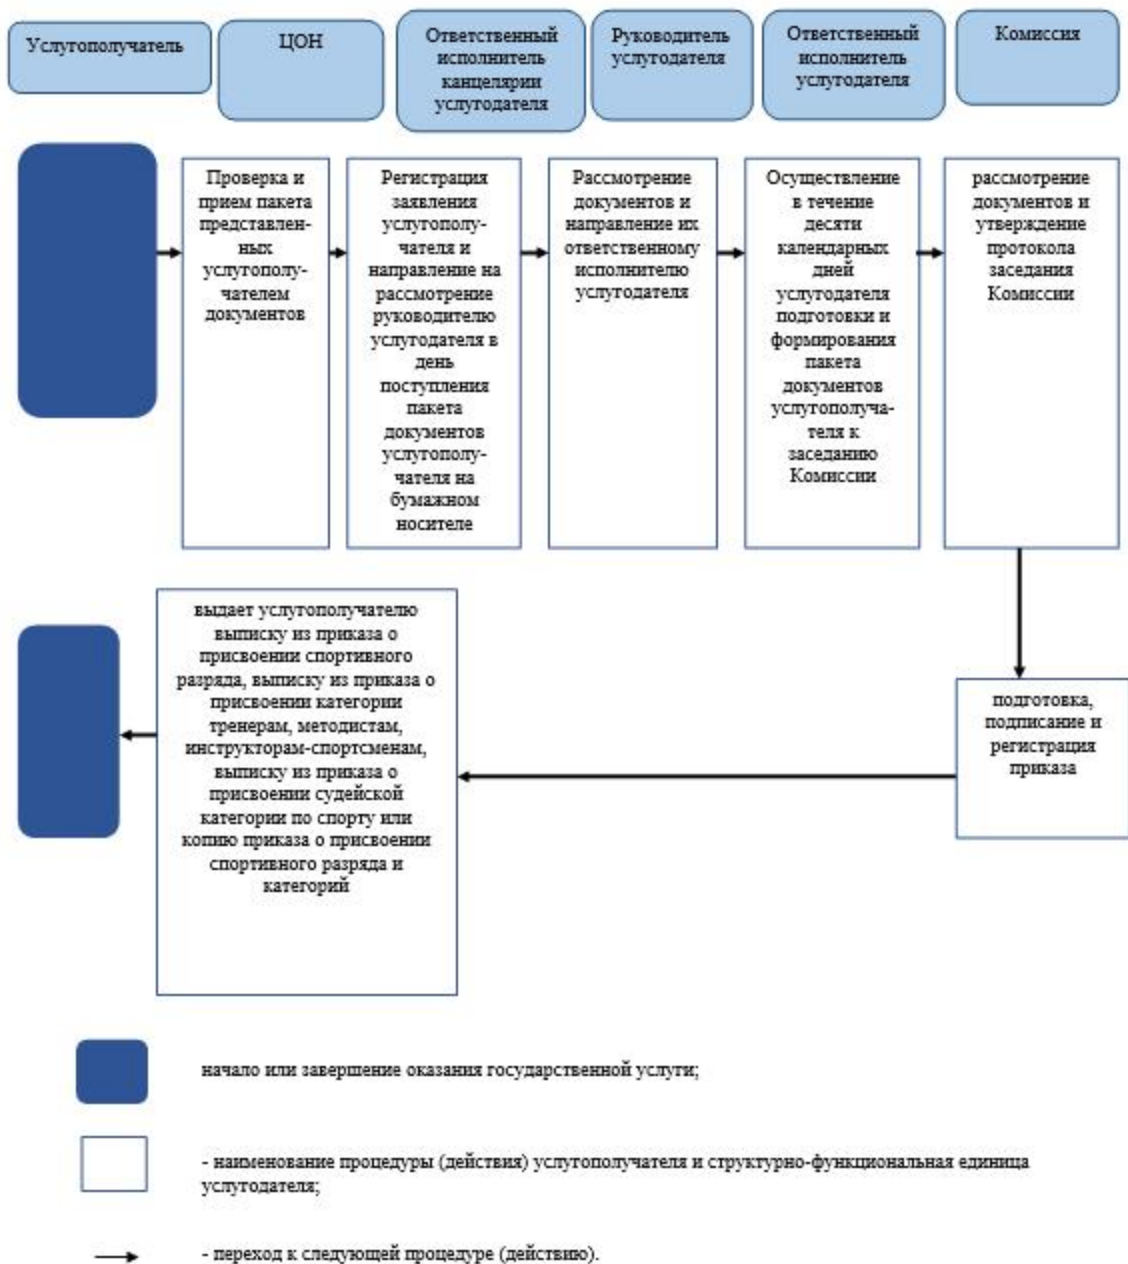 Услугополучатель
ЦОН
Ответственный
исполнитель
канцелярии
услугодателя
Руководитель
услугодателя
Ответственный
исполнитель
услугодателя
Комиссия
Проверка и
прием пакета
представлен-
ных
услугополу-
чателем
документов
Регистрация
заявления
услугополу-
чателя и
направление на
рассмотрение
руководителю
услугодателя в
день
поступления
пакета
документов
услугополу-
чателя на
бумажном
носителе
Рассмотрение
документов и
направление их
ответственному
исполнителю
услугодателя
Осуществление
в течение
десяти
календарных
дней
услугодателя
подготовки и
формирования
пакета
документов
услугополуча-
теля к
заседанию
Комиссии
рассмотрение
документов и
утверждение
протокола
заседания
Комиссии
подготовка,
подписание и
регистрация
приказа
выдает услугополучателю
выписку из приказа о
присвоении спортивного
разряда, выписку из приказа о
присвоении категории
тренерам, методистам,
инструкторам-спортсменам,
выписку из приказа о
присвоении судейской
категории по спорту или
копию приказа о присвоении
спортивного разряда и
категорий
начало или завершение оказания государственной услуги;
- наименование процедуры (действия) услугополучателя и структурно-функциональная единица
услугодателя;
- переход к следующей процедуре (действию).